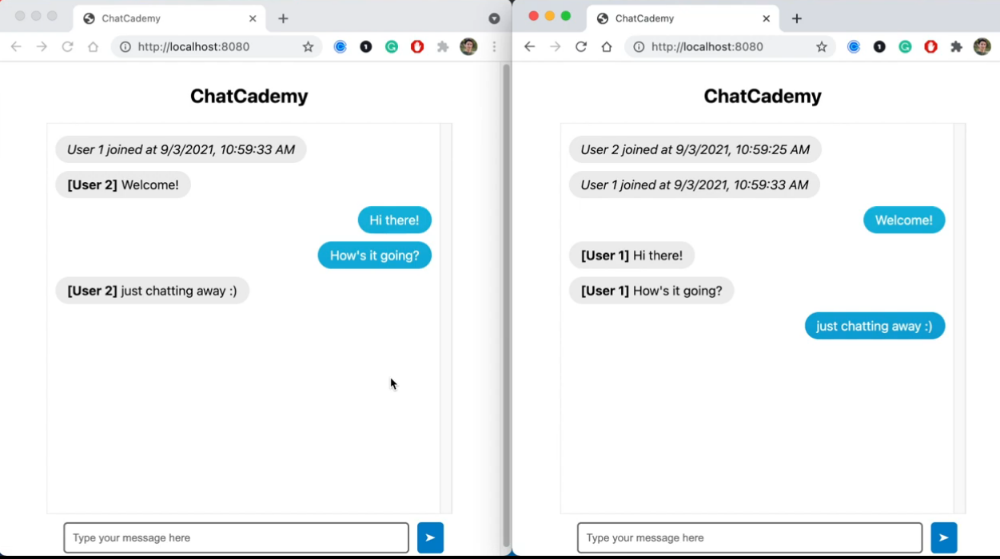 ChatCademy
http://localhost:8080
ChatCademy
User 1 joined at 9/3/2021, 10:59:33 AM
[User 2] Welcome!
Hi there!
How's it going?
[User 2] just chatting away :)
Type your message here
ChatCademy
http://localhost:8080
ChatCademy
User 2 joined at 9/3/2021, 10:59:25 AM
User 1 joined at 9/3/2021, 10:59:33 AM
Welcome!
[User 1] Hi there!
[User 1] How's it going?
just chatting away :)
Type your message here